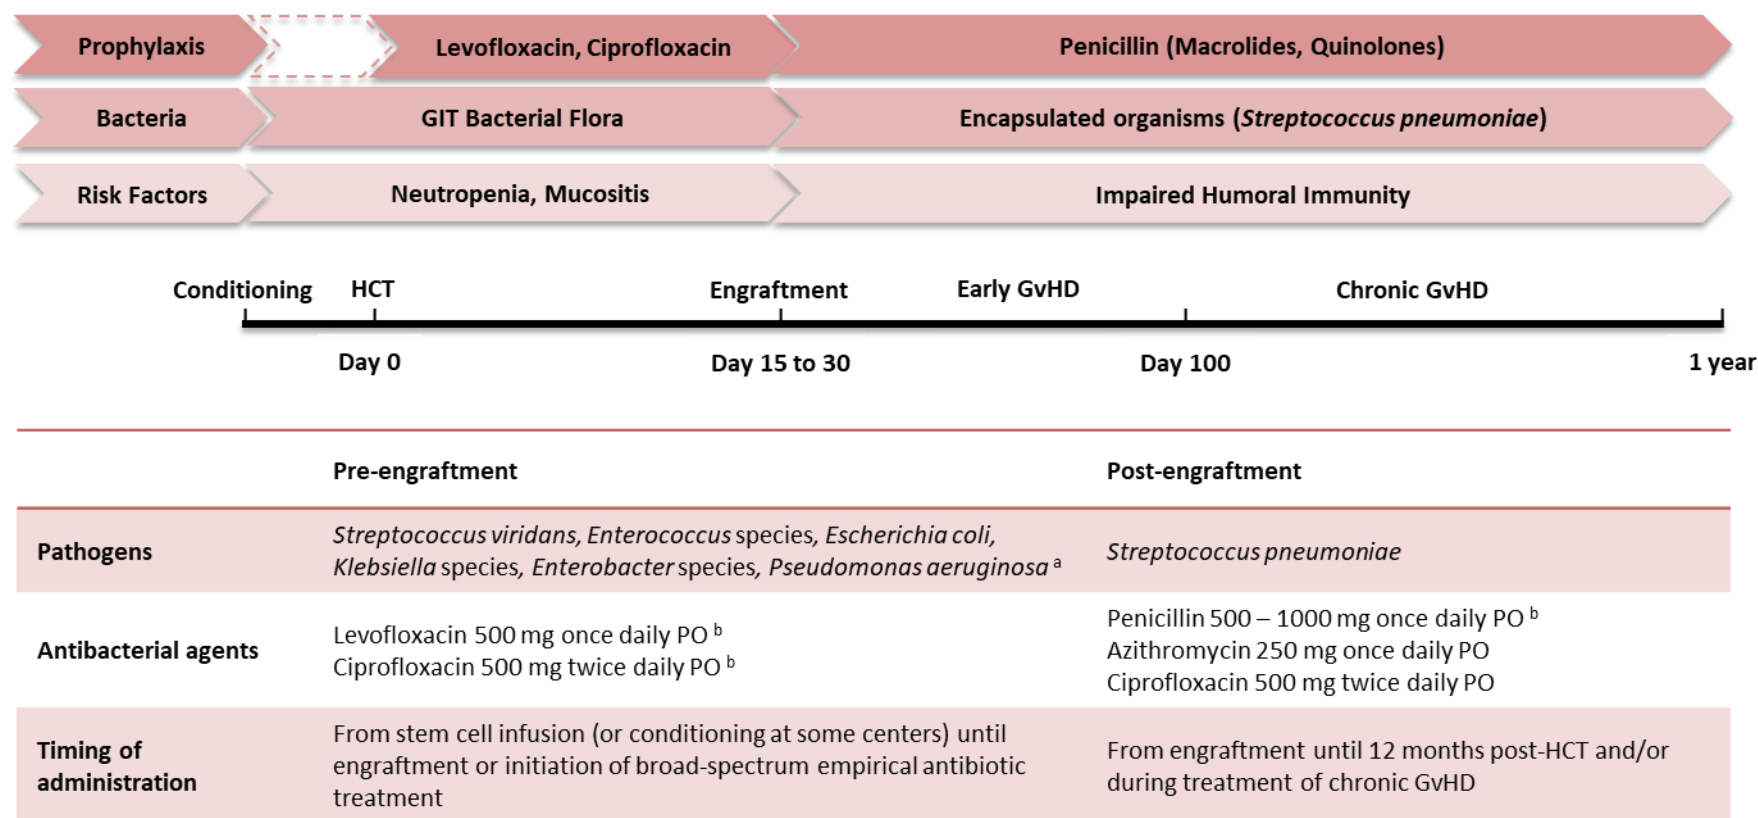 Prophylaxis
Levofloxacin, Ciprofloxacin
Penicillin (Macrolides, Quinolones)
Bacteria
GIT Bacterial Flora
Encapsulated organisms (Streptococcus pneumoniae)
Risk Factors
Neutropenia, Mucositis
Impaired Humoral Immunity
Conditioning
HCT
Engraftment
Early GvHD
Chronic GvHD
Day 0
Day 15 to 30
Day 100
1 year
Pre-engraftment
Post-engraftment
Pathogens
Streptococcus viridans, Enterococcus species, Escherichia coli,
Klebsiella species, Enterobacter species, Pseudomonas aeruginosa a
Streptococcus pneumoniae
Antibacterial agents
Levofloxacin 500 mg once daily PO b
Ciprofloxacin 500 mg twice daily PO b
Penicillin 500 – 1000 mg once daily PO b
Azithromycin 250 mg once daily PO
Ciprofloxacin 500 mg twice daily PO
Timing of
administration
From stem cell infusion (or conditioning at some centers) until
engraftment or initiation of broad-spectrum empirical antibiotic
treatment
From engraftment until 12 months post-HCT and/or
during treatment of chronic GvHD